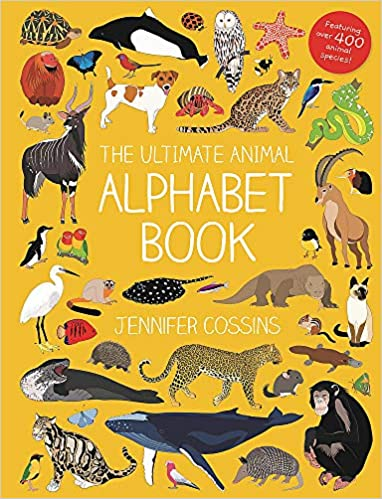 Featuring
over 400
animal
species!
THE ULTIMATE ANIMAL
ALPHABET
BOOK
JENNIFER COSSINS